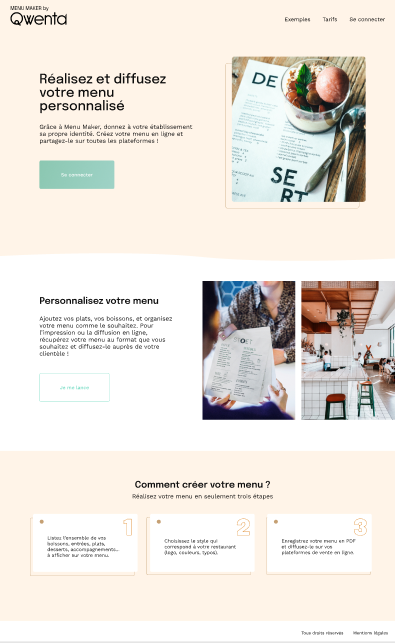 MENU MAKER by
Qwenta
Exemples Tarifs Se connecter
Réalisez et diffusez
votre menu
personnalisé
Grâce à Menu Maker, donnez à votre établissement
sa propre identité. Créez votre menu en ligne et
partagez-le sur toutes les plateformes !
Se connecter
DE
SE
RT
Personnalisez votre menu
Ajoutez vos plats, vos boissons, et organisez
votre menu comme le souhaitez. Pour
l'impression ou la diffusion en ligne,
récupérez votre menu au format que vous
souhaitez et diffusez-le auprès de votre
clientèle !
Je me lance
Comment créer votre menu ?
Réalisez votre menu en seulement trois étapes
1
Listez l'ensemble de vos
boissons, entrées, plats,
desserts, accompagnements...
à afficher sur votre menu.
2
Choisissez le style qui
correspond à votre restaurant
(logo, couleurs, typos).
3
Enregistrez votre menu en PDF
et diffusez-le sur vos
plateformes de vente en ligne.
Tous droits réservés Mentions légales